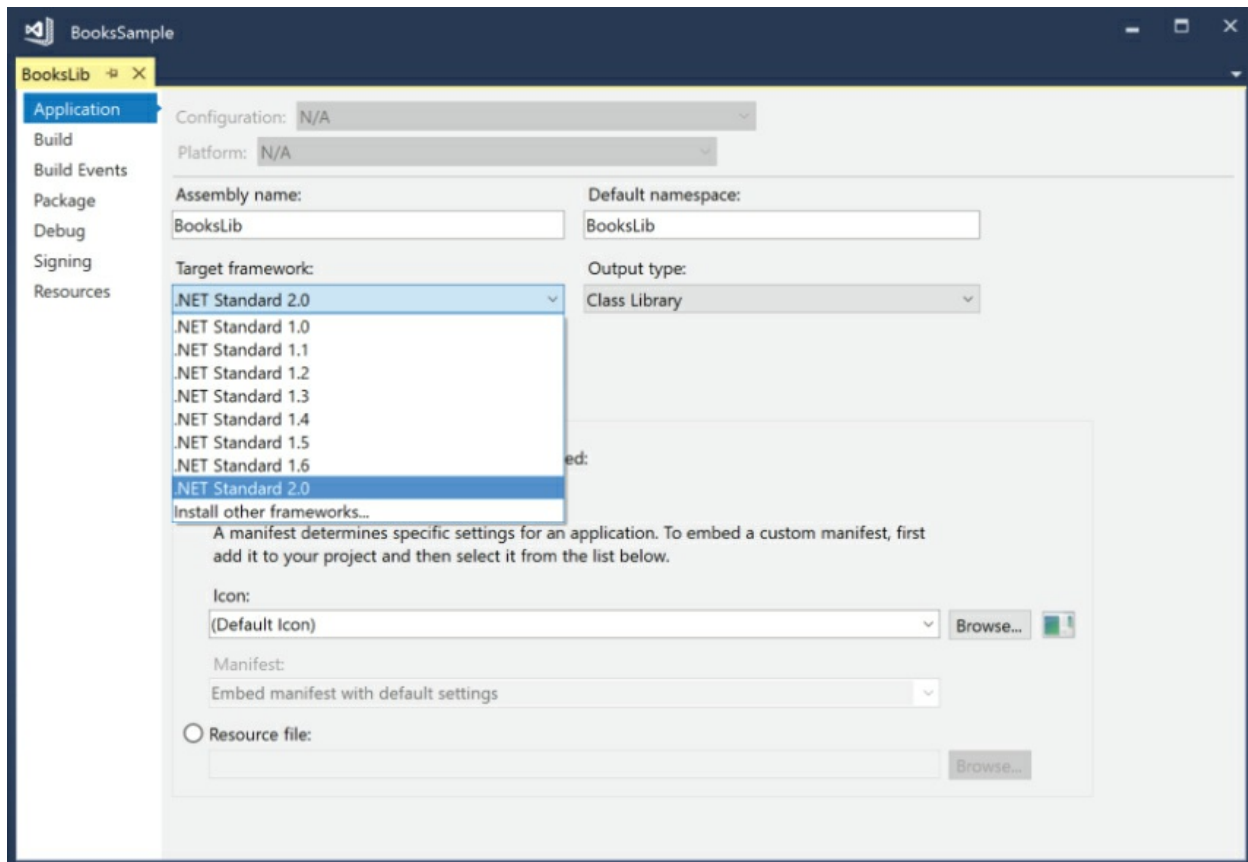 BooksSample
BooksLib
Application
Build
Build Events
Package
Debug
Signing
Resources
Configuration: N/A
Platform: N/A
Assembly name:
BooksLib
Default namespace:
BooksLib
Target framework:
.NET Standard 2.0
Output type:
Class Library
.NET Standard 1.0
.NET Standard 1.1
.NET Standard 1.2
.NET Standard 1.3
.NET Standard 1.4
.NET Standard 1.5
.NET Standard 1.6
.NET Standard 2.0
Install other frameworks...
ed:
A manifest determines specific settings for an application. To embed a custom manifest, first
add it to your project and then select it from the list below.
Icon:
(Default Icon)
Browse...
Manifest:
Embed manifest with default settings
Resource file:
Browse...